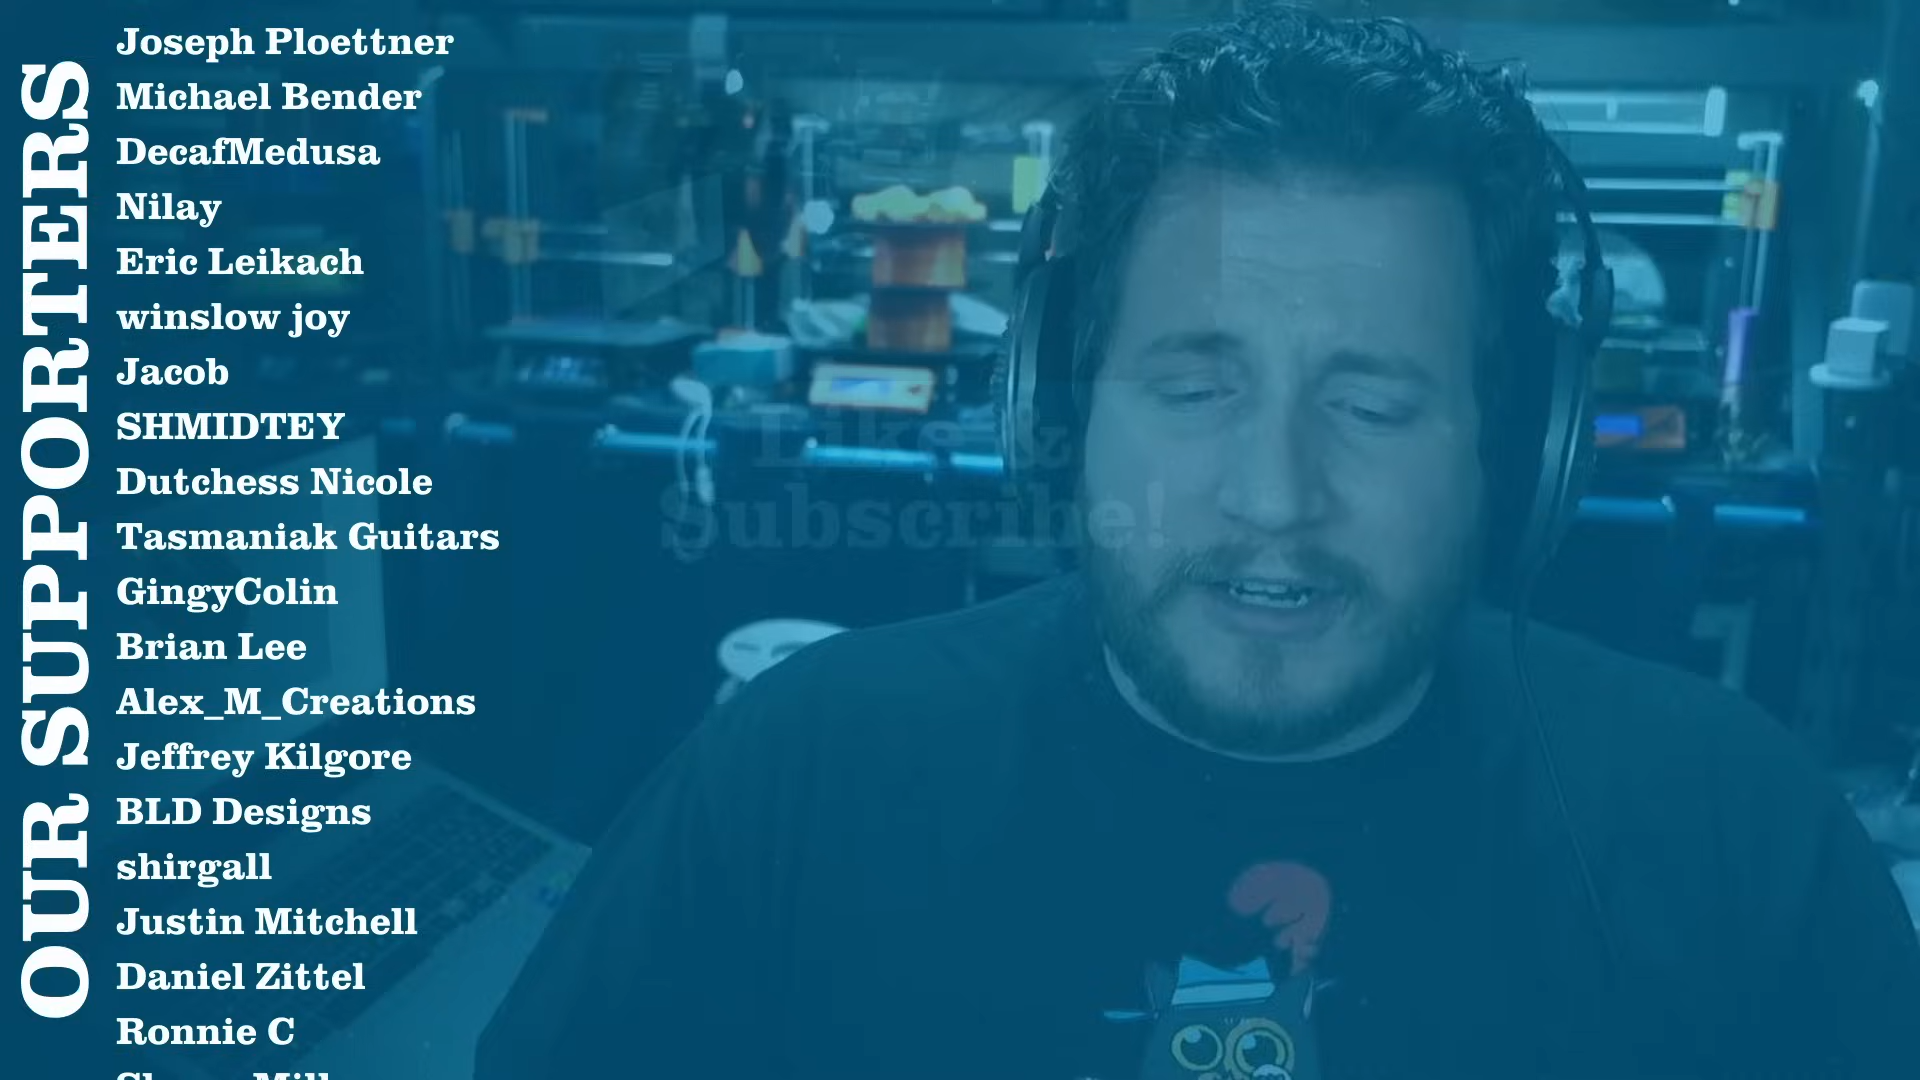 OUR SUPPORTERS
Joseph Ploettner
Michael Bender
DecafMedusa
Nilay
Eric Leikach
winslow joy
Jacob
SHMIDTEY
Dutchess Nicole
Tasmaniak Guitars
GingyColin
Brian Lee
Alex_M_Creations
Jeffrey Kilgore
BLD Designs
shirgall
Justin Mitchell
Daniel Zittel
Ronnie C
Like &
Subscribe!